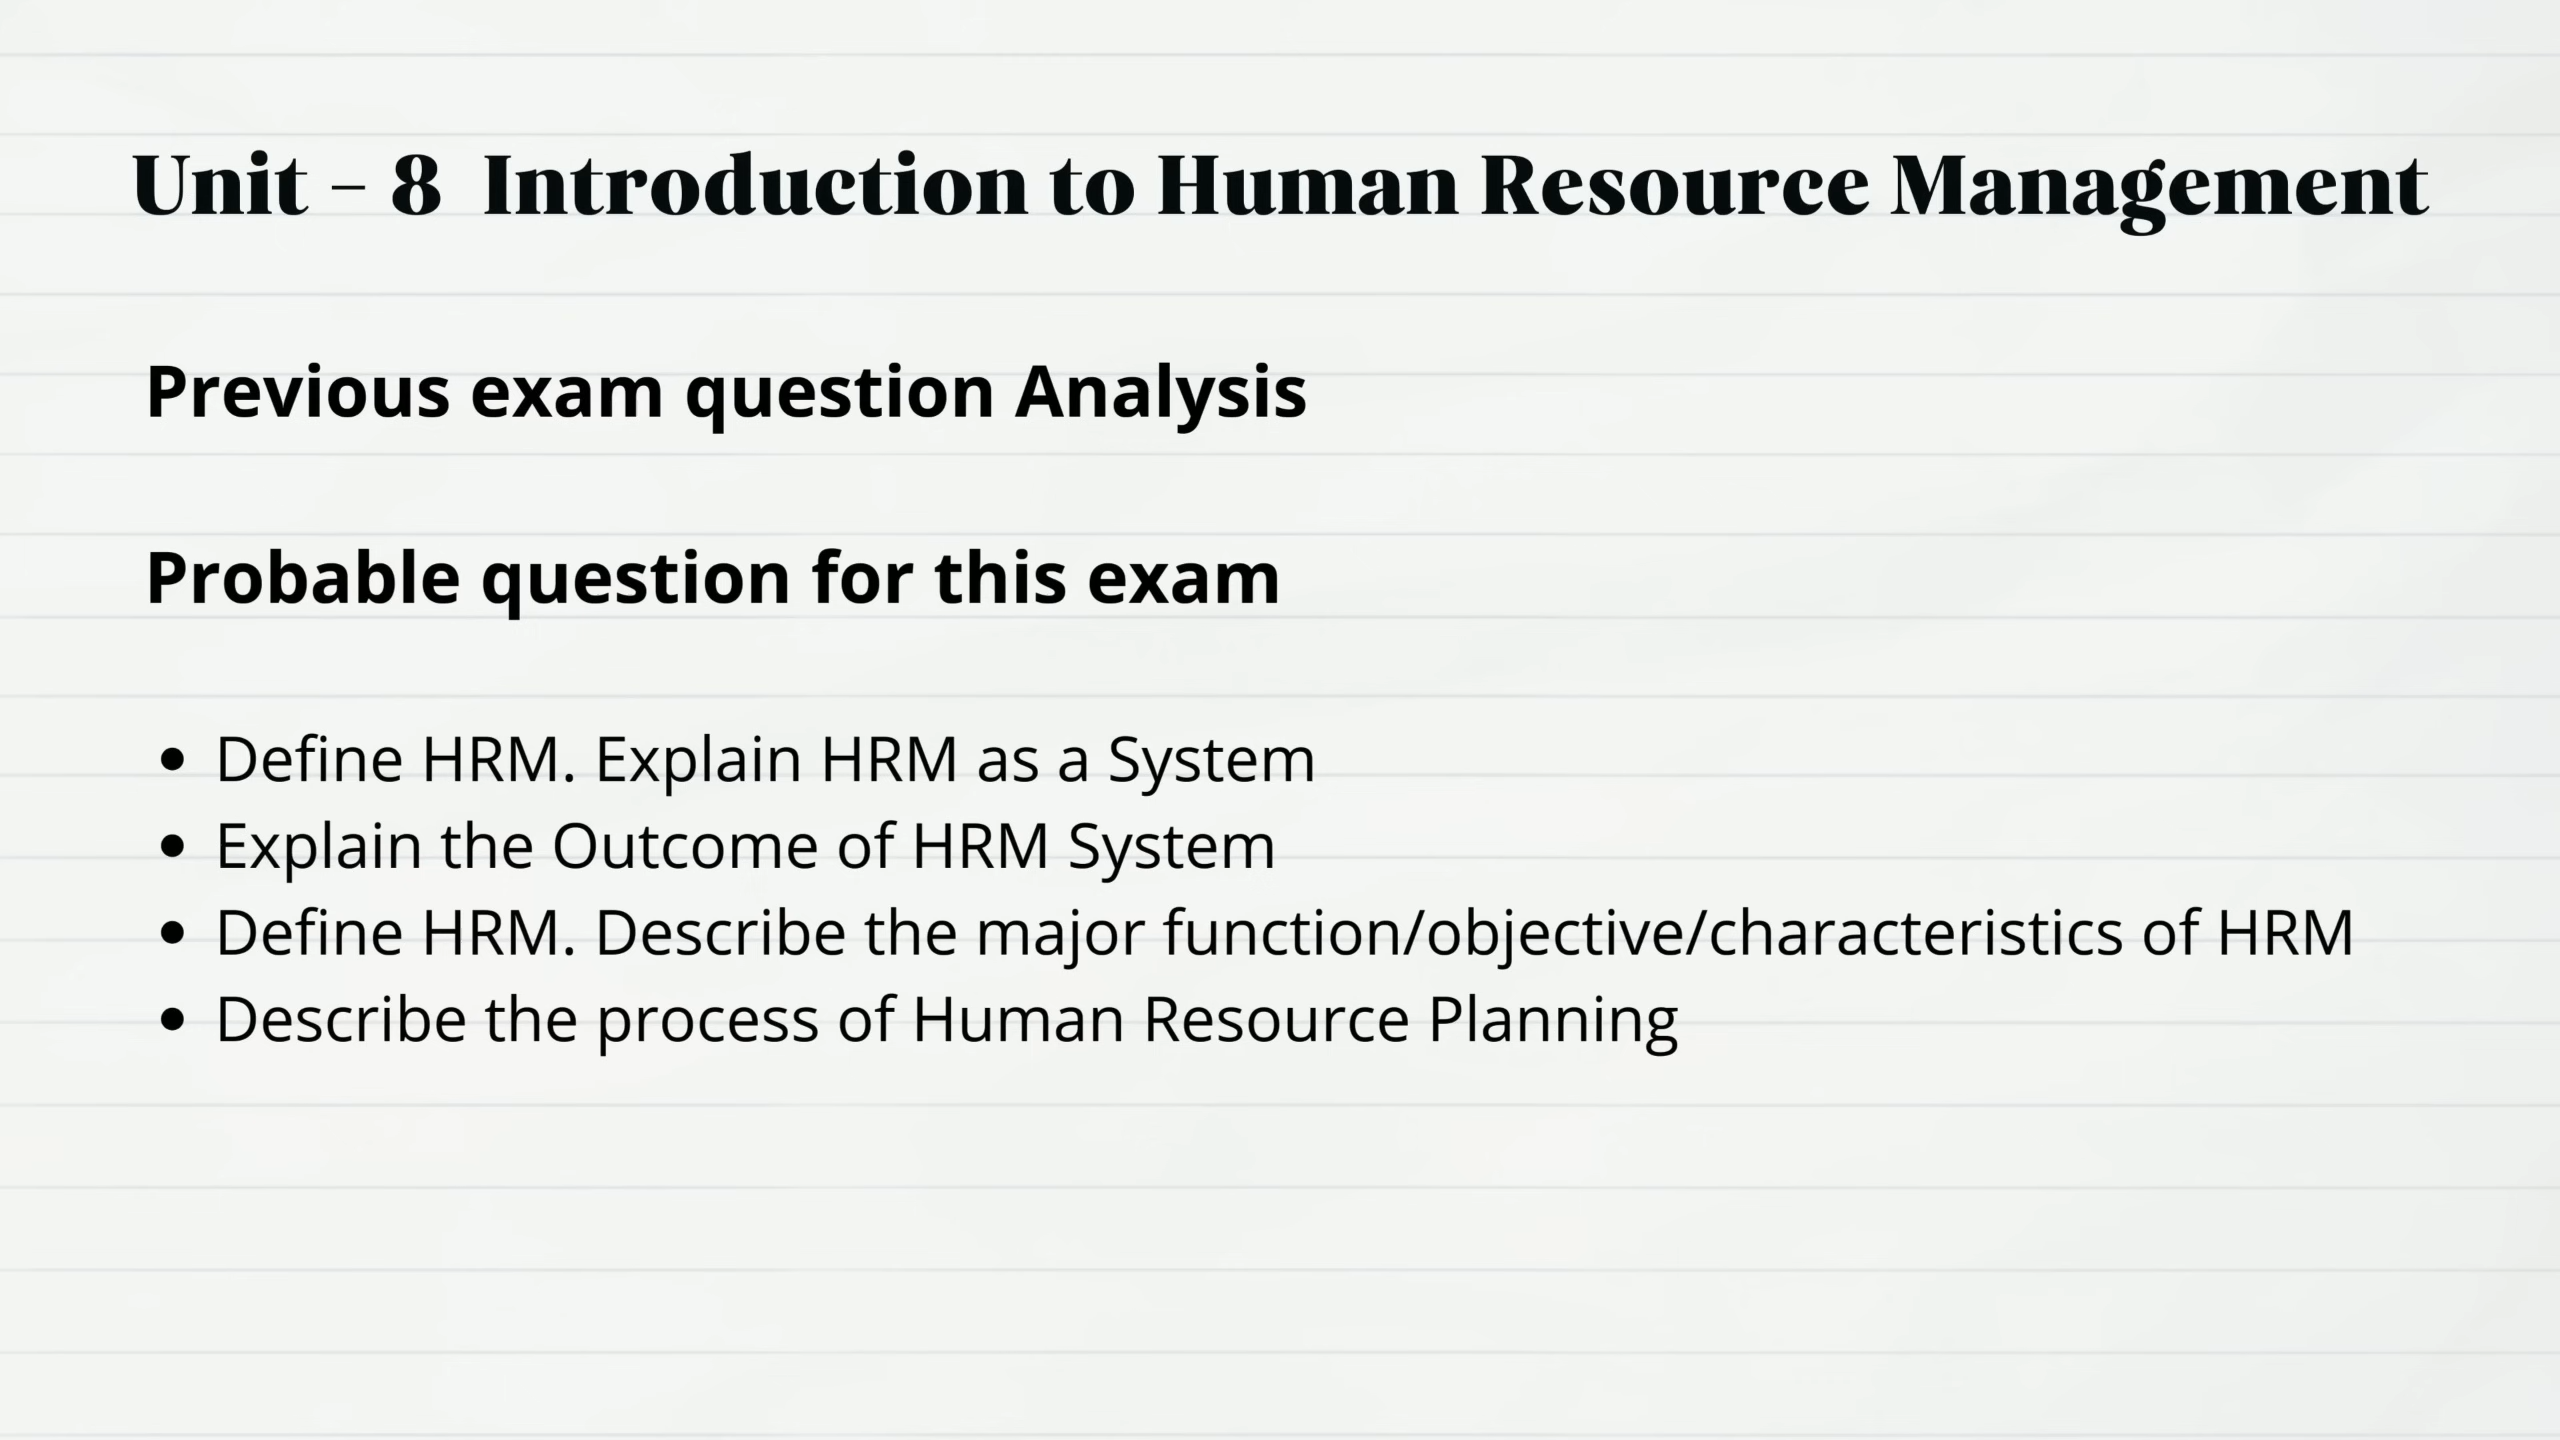 Unit – 8 Introduction to Human Resource Management
Previous exam question Analysis
Probable question for this exam
• Define HRM. Explain HRM as a System
• Explain the Outcome of HRM System
• Define HRM. Describe the major function/objective/characteristics of HRM
• Describe the process of Human Resource Planning